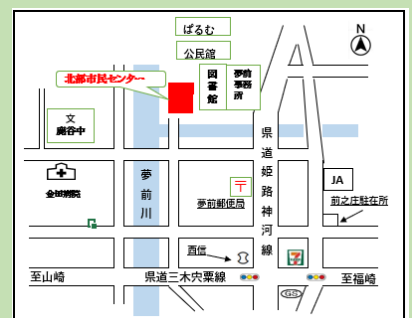 ぱるむ
公民館
N
北部市民センター
図書館
夢前事務所
文
鹿谷中
県道姫路神河線
夢前川
〒
夢前郵便局
JA
前之庄駐在所
西信
7
至山崎
県道三木宍粟線
至福崎
GS